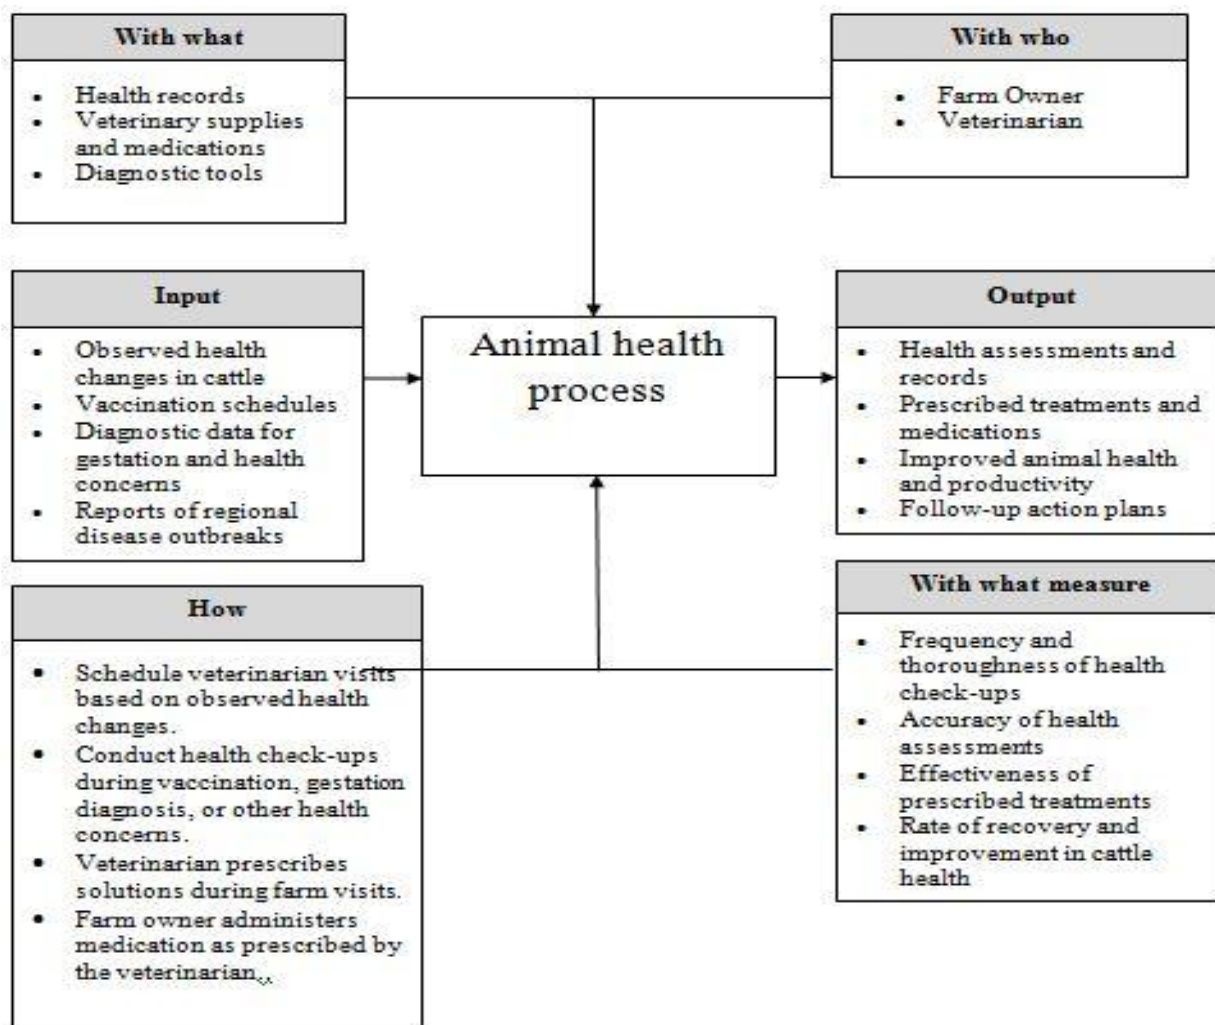 With what
• Health records
• Veterinary supplies
and medications
• Diagnostic tools
With who
• Farm Owner
• Veterinarian
Input
• Observed health
changes in cattle
• Vaccination schedules
• Diagnostic data for
gestation and health
concerns
• Reports of regional
disease outbreaks
Animal health
process
Output
• Health assessments and
records
• Prescribed treatments and
medications
• Improved animal health
and productivity
• Follow-up action plans
How
• Schedule veterinarian visits
based on observed health
changes.
• Conduct health check-ups
during vaccination, gestation
diagnosis, or other health
concerns.
• Veterinarian prescribes
solutions during farm visits.
• Farm owner administers
medication as prescribed by
the veterinarian.
With what measure
• Frequency and
thoroughness of health
check-ups
• Accuracy of health
assessments
• Effectiveness of
prescribed treatments
• Rate of recovery and
improvement in cattle
health